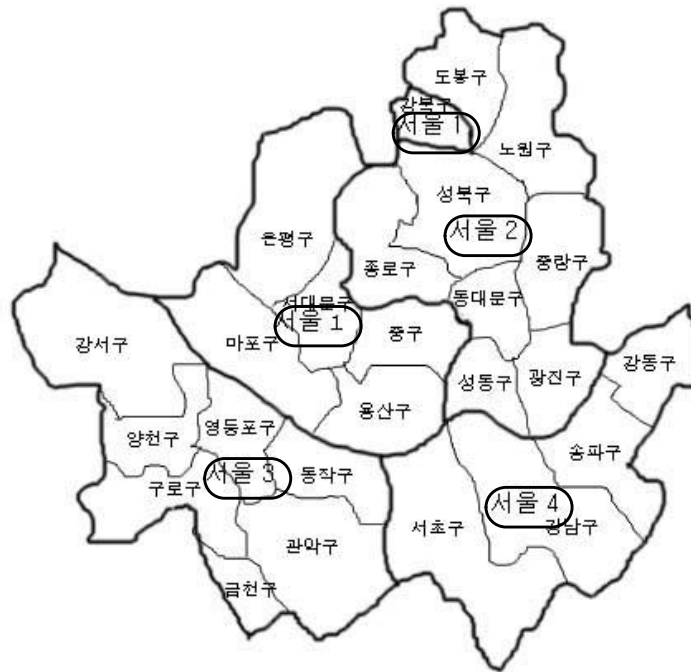 도봉구
강북구
서울 1
노원구
성북구
서울 2
은평구
종로구
중랑구
동대문구
서대문구
서울 1
강서구
마포구
중구
성동구
광진구
강동구
용산구
양천구
영등포구
송파구
구로구
서울 3
동작구
서울 4
서초구
강남구
관악구
금천구